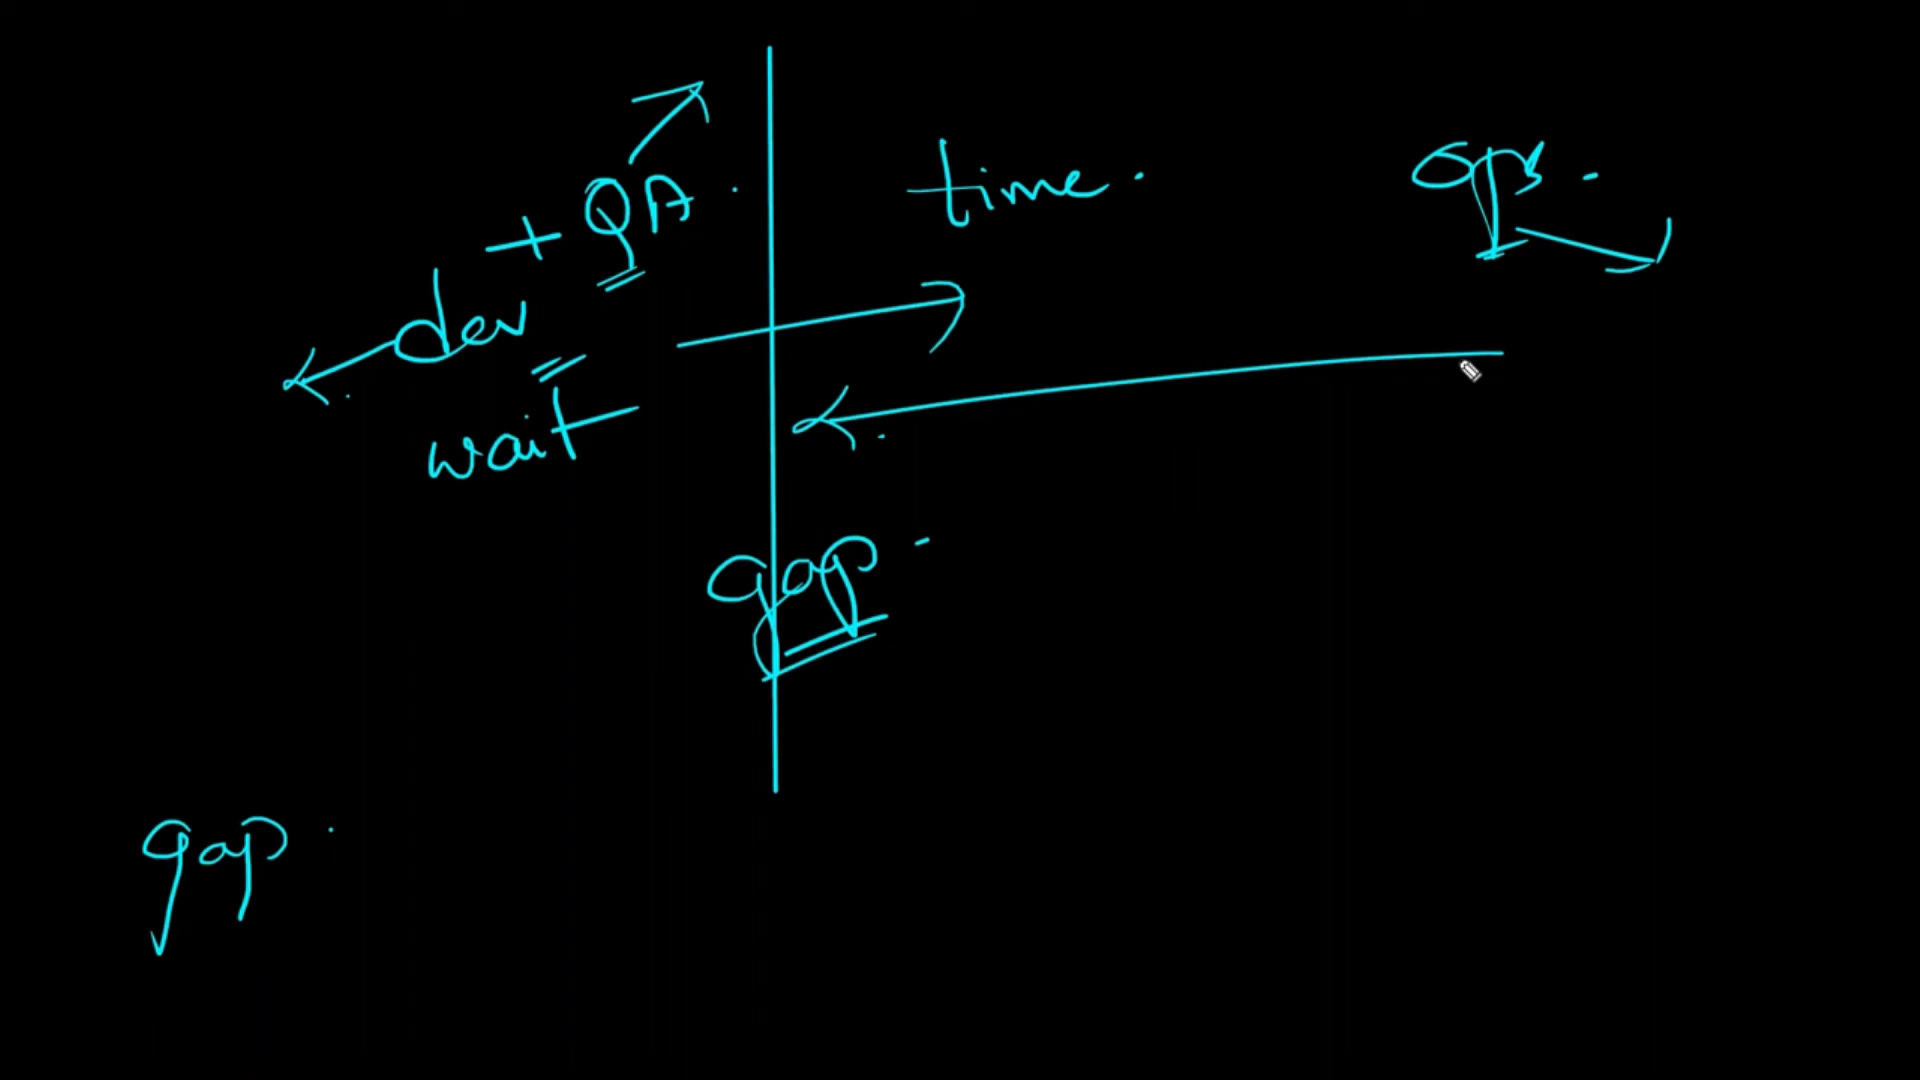 dev + QA.
time.
ops.
wait
gap.
gap.